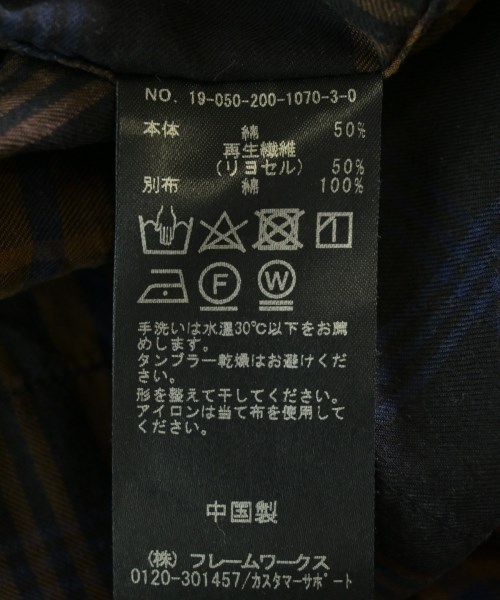 NO. 19-050-200-1070-3-0
本体 綿 50%
再生繊維
(リヨセル) 50%
別布 綿 100%
F W
手洗いは水温30℃以下をお薦
めします。
タンブラー乾燥はお避けくだ
さい。
形を整えて干してください。
アイロンは当て布を使用して
ください。
中国製
(株) フレームワークス
0120-301457/カスタマーサポート